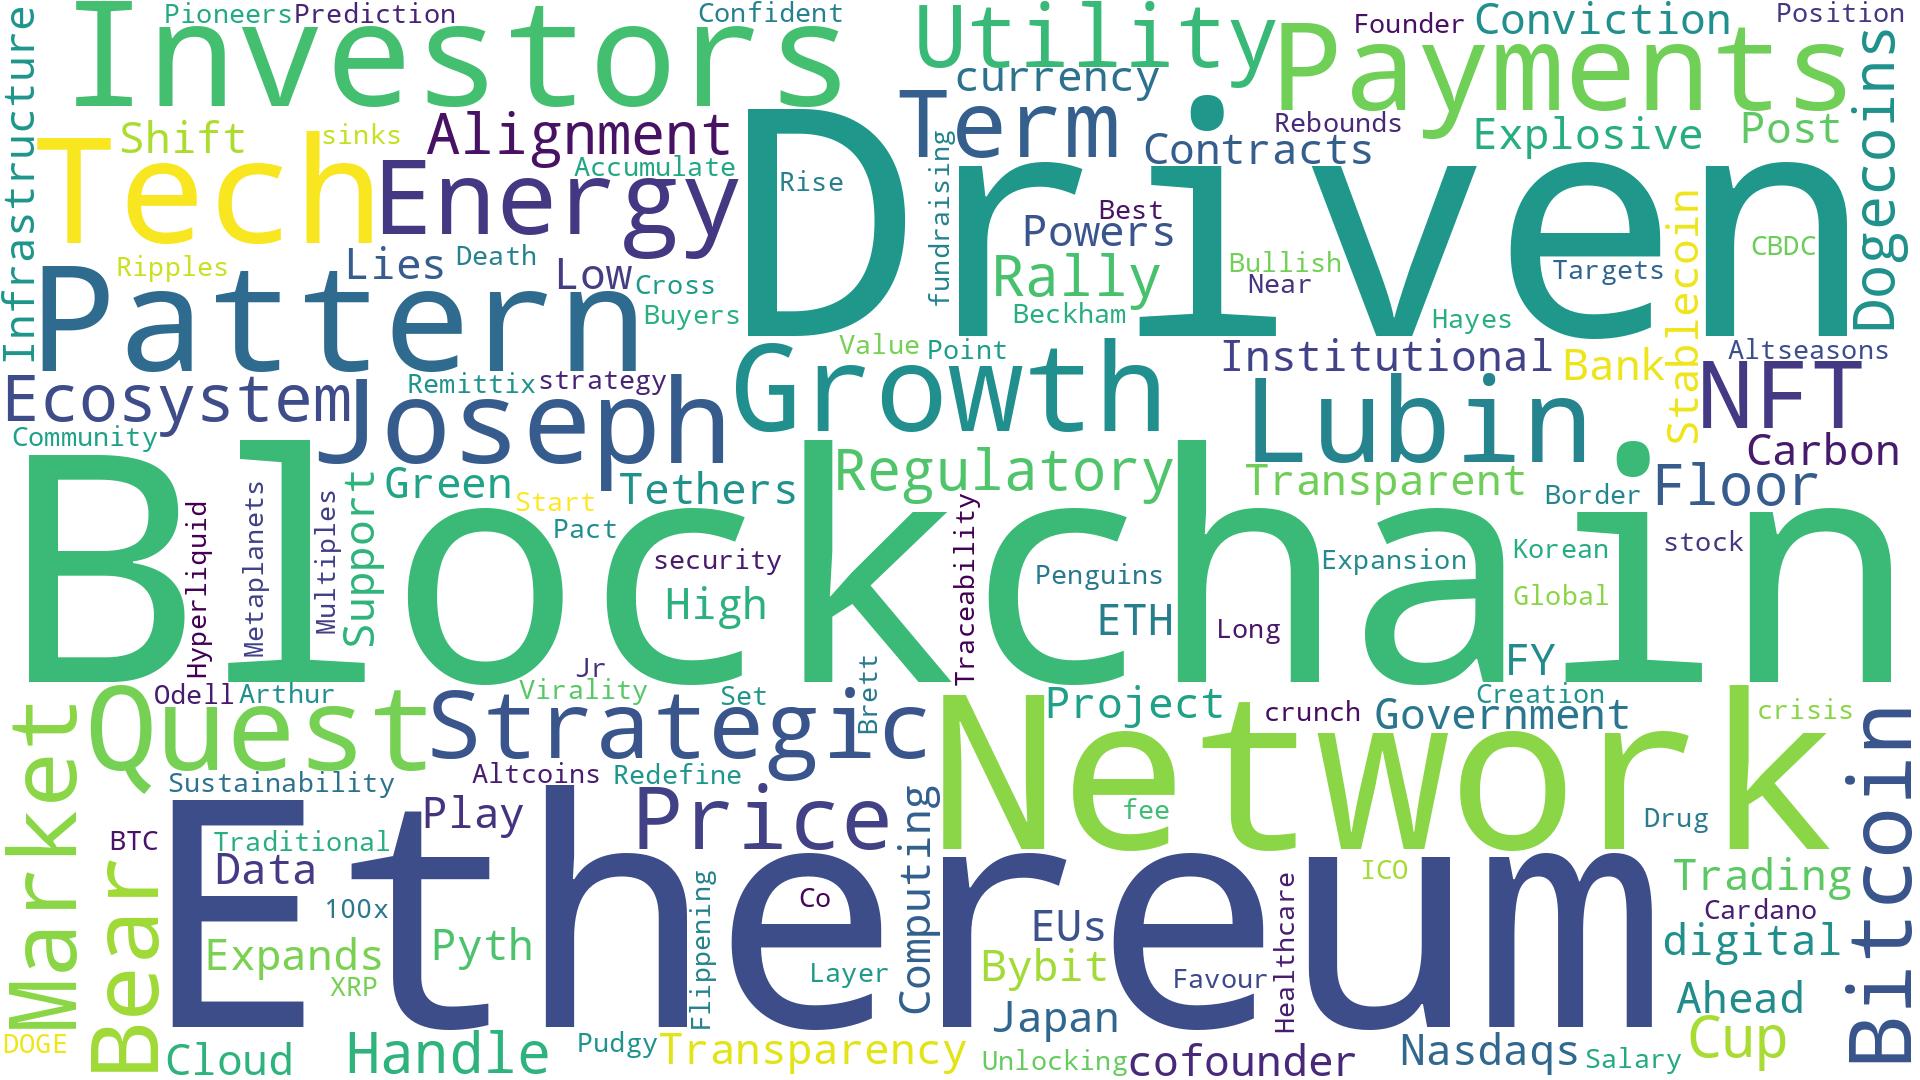 Pioneers
Prediction
Confident
Founder
Conviction
Position
Investors
Utility
Payments
Infrastructure
Dogecoins
currency
Term
Alignment
Shift
sinks
Tech
Energy
Accumulate
Rise
Driven
fundraising
Contracts
Rebounds
Explosive
Post
Best
Powers
Rally
Bullish
Near
Beckham
Targets
CBDC
Hayes
Stablecoin
Ripples
Lies
Death
Low
Cross
Buyers
Pattern
Value
Point
Institutional
Bank
Altseasons
NFT
Ecosystem
Remittix
strategy
Joseph
Growth
Lubin
Community
Carbon
Green
Start
Tethers
Regulatory
Transparent
Border
Floor
Blockchain
Hyperliquid
Metaplanets
Multiples
Support
Pact
security
High
Traceability
Penguins
ETH
Long
Expansion
Korean
Global
stock
FY
Odell
Arthur
Jr
Virality
Set
Brett
Project
crunch
Creation
Government
crisis
Market
Quest
Strategic
Network
Bitcoin
Sustainability
Altcoins
Redefine
Play
Price
Computing
fee
Drug
BTC
Bear
Traditional
Data
100x
Expands
XRP
Pyth
Ethereum
Flippening
Co
Layer
EUs
Bybit
Japan
Favour
Healthcare
ICO
Trading
Cardano
digital
Ahead
Cup
DOGE
Cloud
Handle
Pudgy
Transparency
Unlocking
cofounder
Nasdaqs
Salary